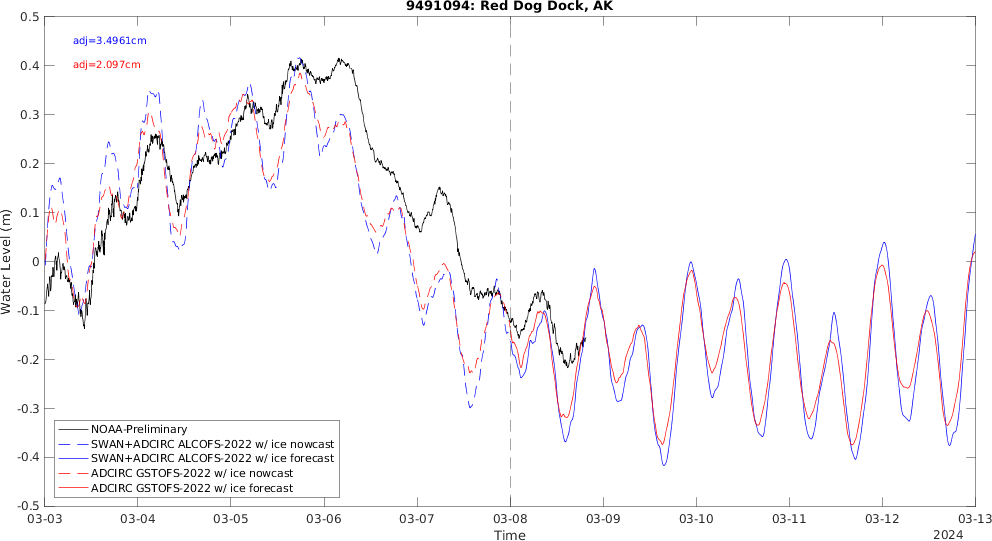 9491094: Red Dog Dock, AK
adj=3.4961cm
adj=2.097cm
Water Level (m)
0.5
0.4
0.3
0.2
0.1
0
-0.1
-0.2
-0.3
-0.4
-0.5
NOAA-Preliminary
SWAN+ADCIRC ALCOFS-2022 w/ ice nowcast
SWAN+ADCIRC ALCOFS-2022 w/ ice forecast
ADCIRC GSTOFS-2022 w/ ice nowcast
ADCIRC GSTOFS-2022 w/ ice forecast
03-03 03-04 03-05 03-06 03-07 03-08 03-09 03-10 03-11 03-12 03-13
Time
2024